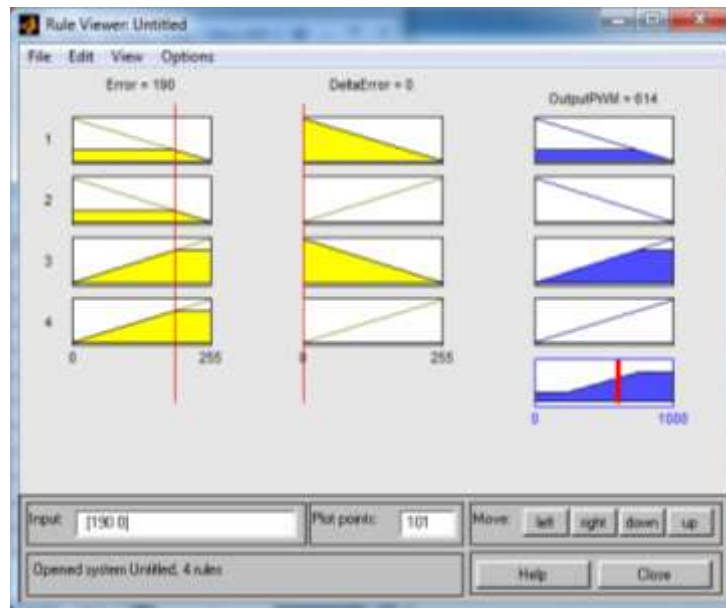 Rule Viewer: Untitled
File Edit View Options
Error = 190 DeltaError = 0 OutputPWM = 614
1
2
3
4
0 255 0 255
0 1000
Input: [190 0] Plot points: 101 Move: left right down up
Opened system Untitled, 4 rules Help Close